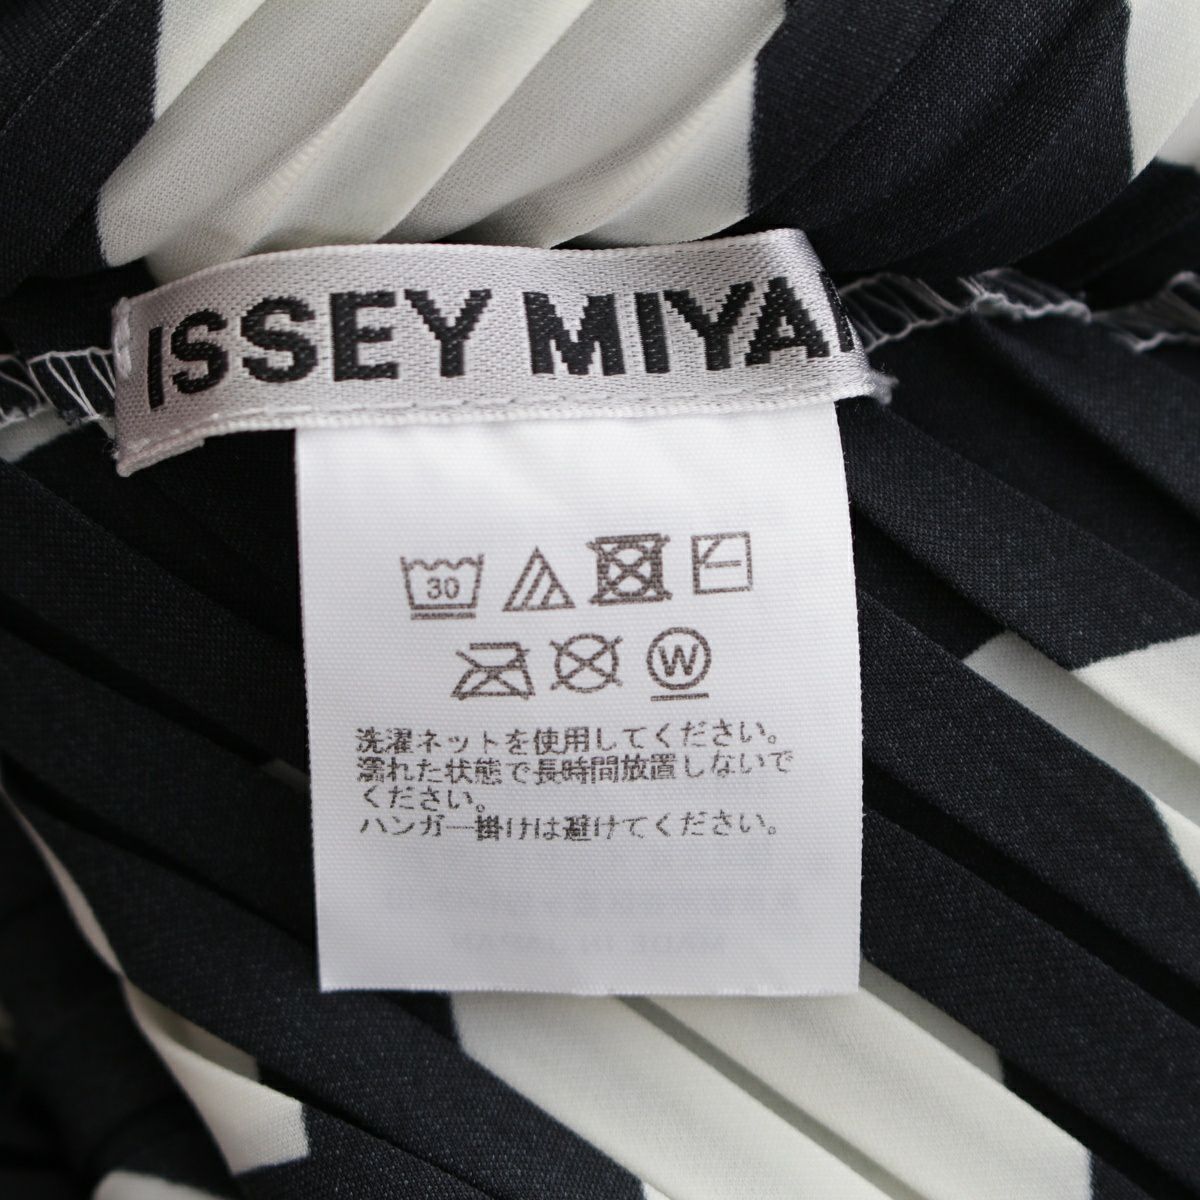 ISSEY MIYA
30
W
洗濯ネットを使用してください。
濡れた状態で長時間放置しないで
ください。
ハンガー掛けは避けてください。